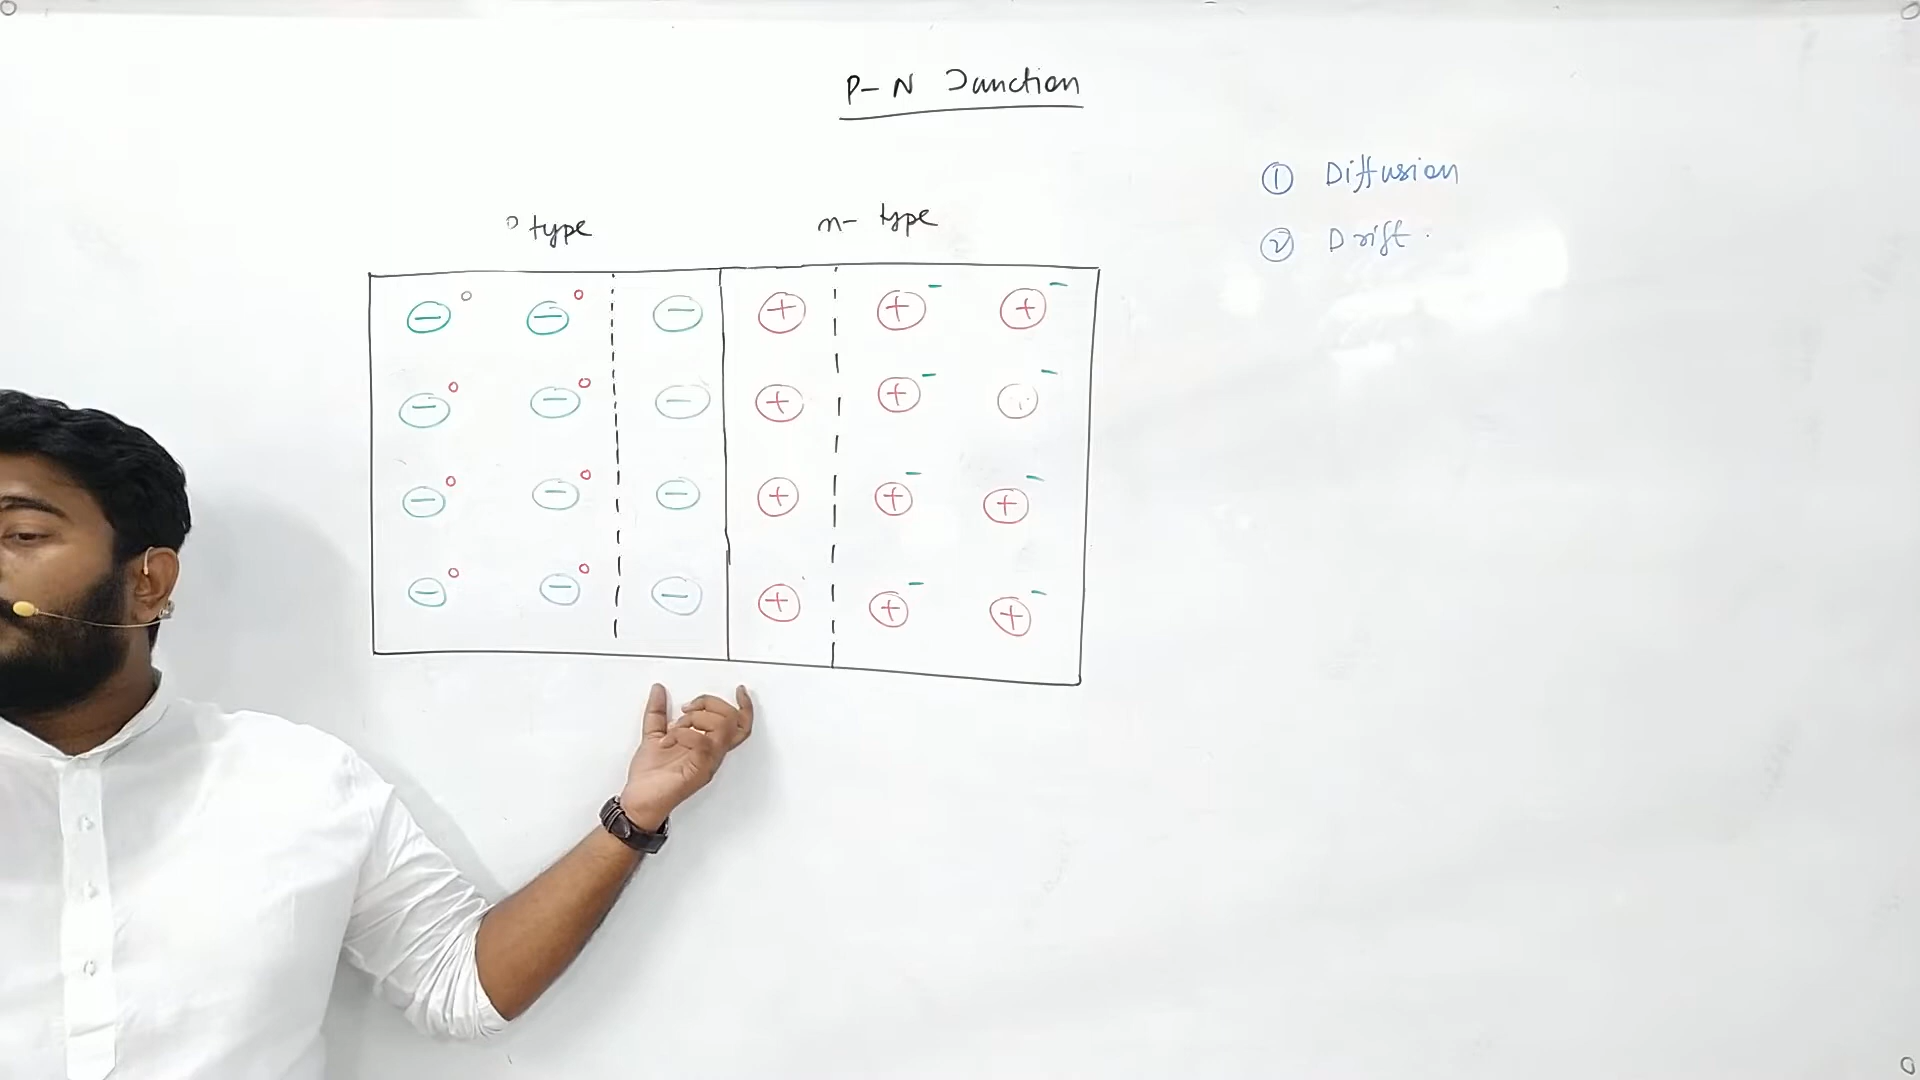 P-N Junction
① Diffusion
② Drift.
p type
n- type
− ° − ° − + + − + −
− ° − ° − + + − −
− ° − ° − + + − + −
− ° − ° − + + − + −